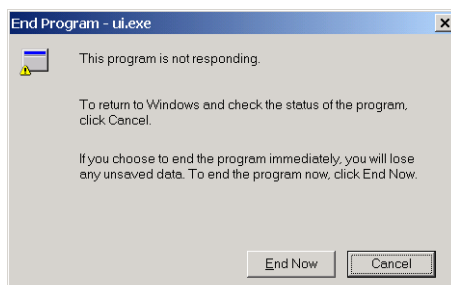 End Program - ui.exe
This program is not responding.
To return to Windows and check the status of the program,
click Cancel.
If you choose to end the program immediately, you will lose
any unsaved data. To end the program now, click End Now.
End Now
Cancel